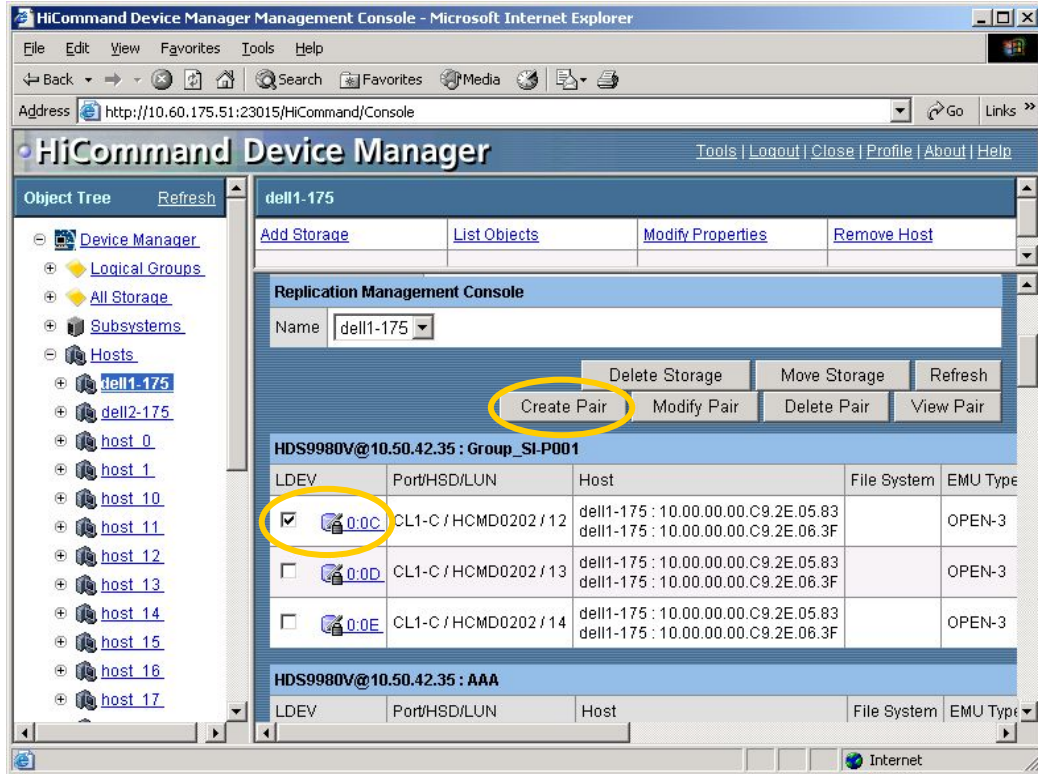 HiCommand Device Manager Management Console - Microsoft Internet Explorer
File Edit View Favorites Tools Help
Back Search Favorites Media
Address http://10.60.175.51:23015/HiCommand/Console Go Links »
HiCommand Device Manager Tools | Logout | Close | Profile | About | Help
Object Tree Refresh
Device Manager
Logical Groups
All Storage
Subsystems
Hosts
dell1-175
dell2-175
host_0
host_1
host_10
host_11
host_12
host_13
host_14
host_15
host_16
host_17
dell1-175
Add Storage List Objects Modify Properties Remove Host
Replication Management Console
Name dell1-175
Delete Storage Move Storage Refresh
Create Pair Modify Pair Delete Pair View Pair
HDS9980V@10.50.42.35 : Group_SI-P001
LDEV Port/HSD/LUN Host File System EMU Type
0:0C CL1-C / HCMD0202 / 12 dell1-175 : 10.00.00.00.C9.2E.05.83 OPEN-3
dell1-175 : 10.00.00.00.C9.2E.06.3F
0:0D CL1-C / HCMD0202 / 13 dell1-175 : 10.00.00.00.C9.2E.05.83 OPEN-3
dell1-175 : 10.00.00.00.C9.2E.06.3F
0:0E CL1-C / HCMD0202 / 14 dell1-175 : 10.00.00.00.C9.2E.05.83 OPEN-3
dell1-175 : 10.00.00.00.C9.2E.06.3F
HDS9980V@10.50.42.35 : AAA
LDEV Port/HSD/LUN Host File System EMU Type
Internet